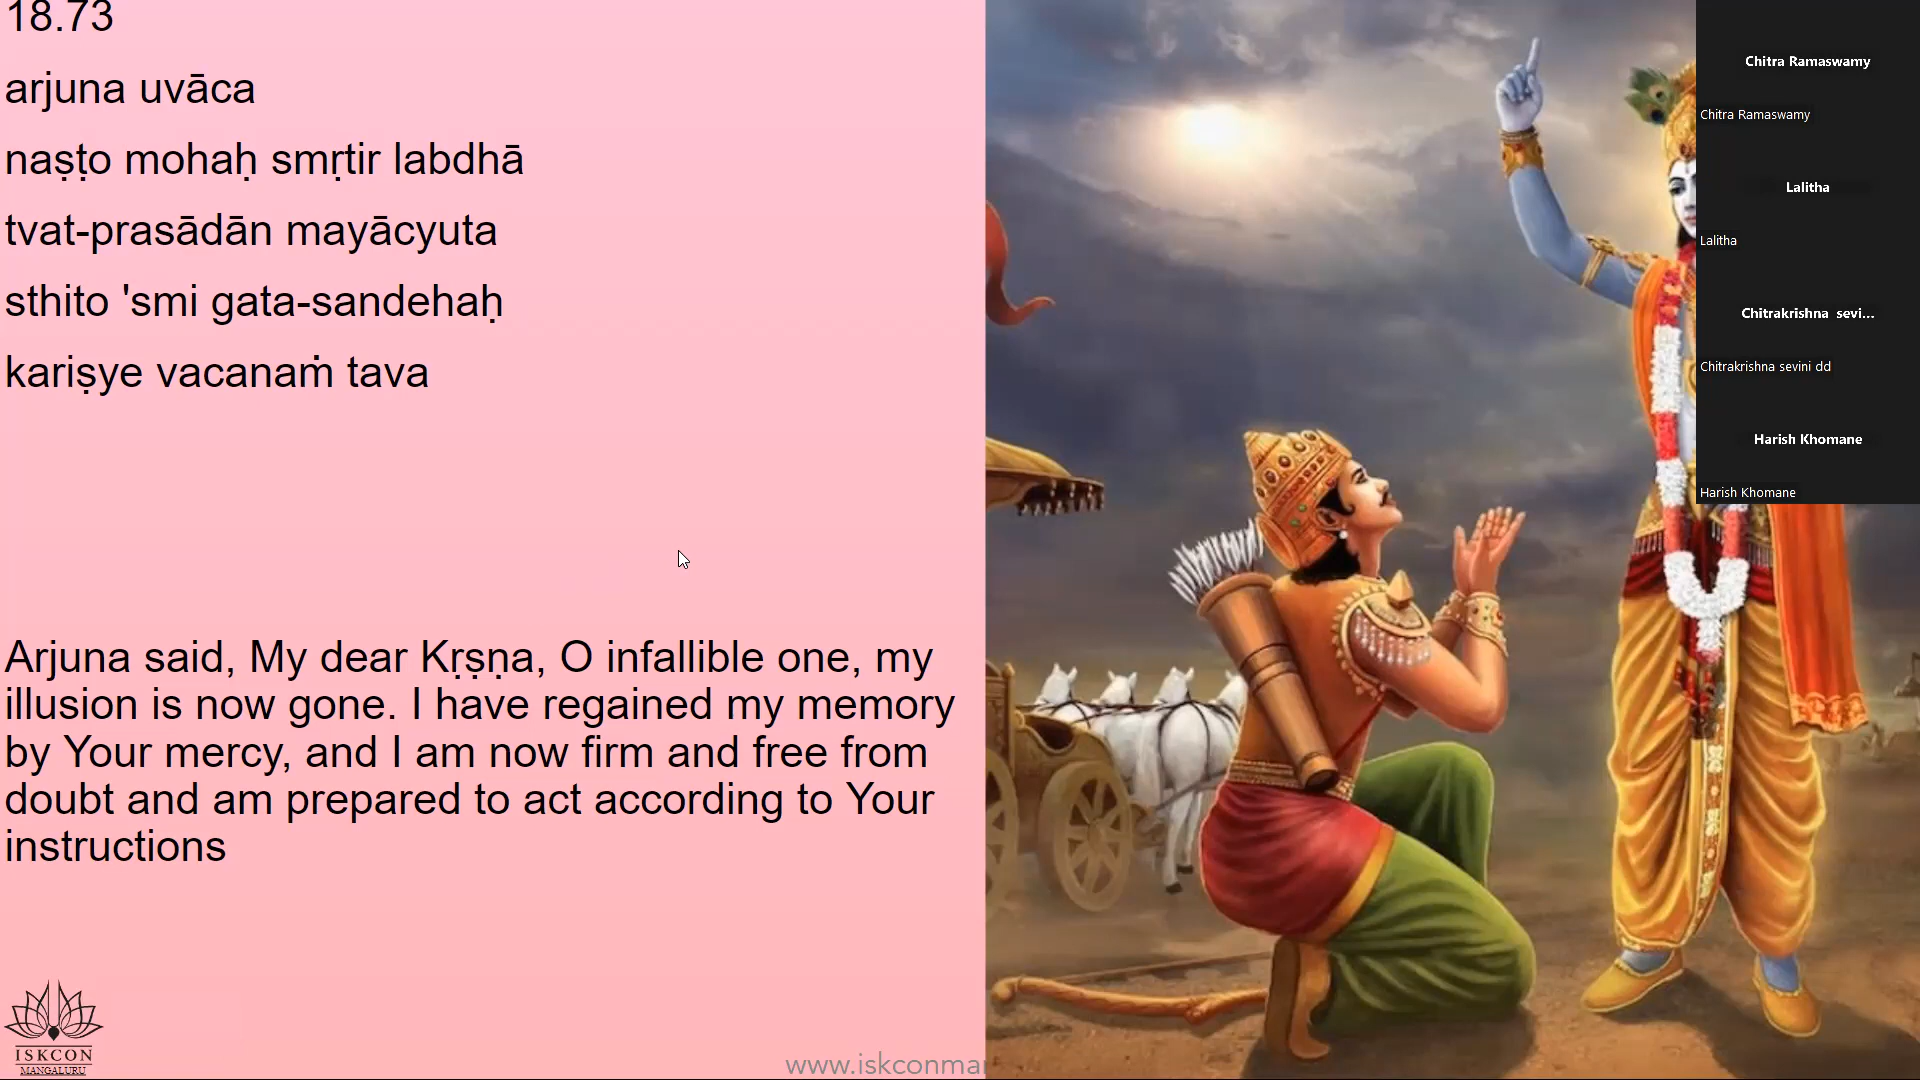 18.73
arjuna uvāca
naṣṭo mohaḥ smṛtir labdhā
tvat-prasādān mayācyuta
sthito 'smi gata-sandehaḥ
kariṣye vacanaṁ tava
Arjuna said, My dear Kṛṣṇa, O infallible one, my
illusion is now gone. I have regained my memory
by Your mercy, and I am now firm and free from
doubt and am prepared to act according to Your
instructions
ISKCON
MANGALURU
www.iskconman
Chitra Ramaswamy
Chitra Ramaswamy
Lalitha
Lalitha
Chitrakrishna sevi...
Chitrakrishna sevini dd
Harish Khomane
Harish Khomane